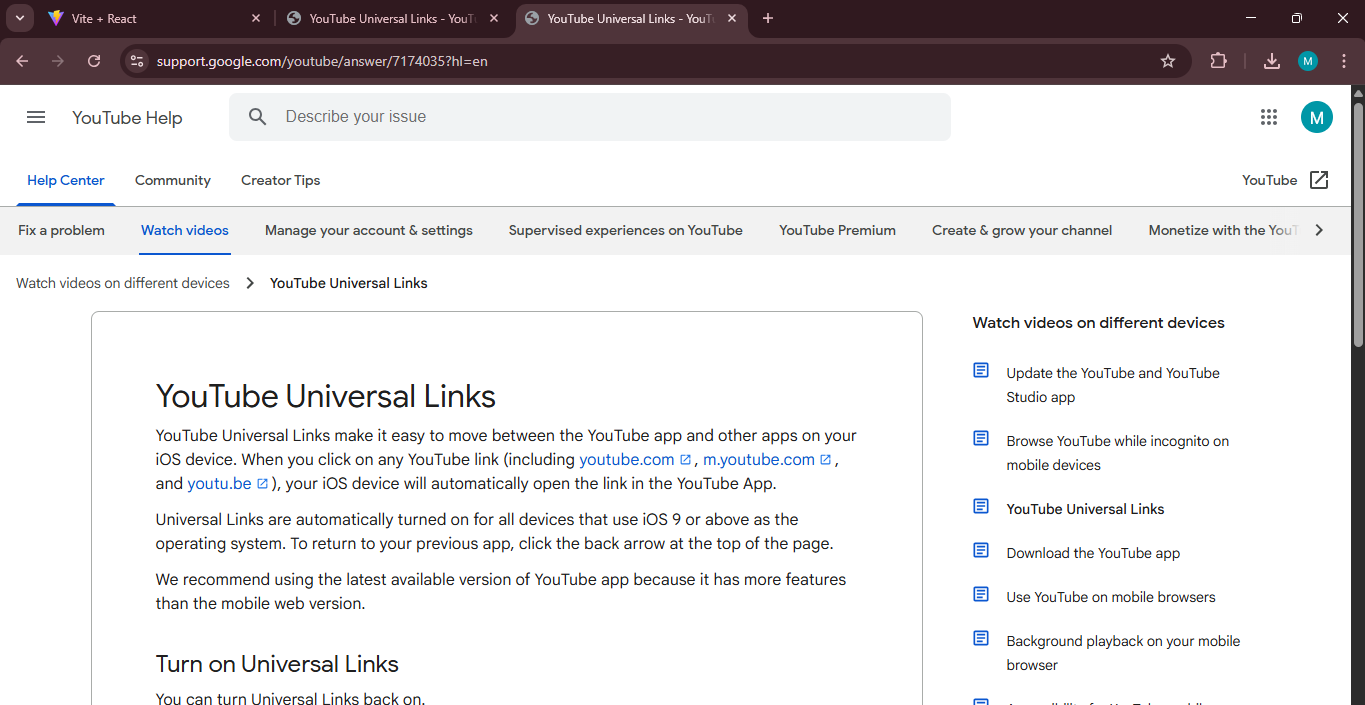 Vite + React
YouTube Universal Links - YouT
YouTube Universal Links - YouT
support.google.com/youtube/answer/7174035?hl=en
M
YouTube Help
Describe your issue
M
Help Center
Community
Creator Tips
YouTube
Fix a problem
Watch videos
Manage your account & settings
Supervised experiences on YouTube
YouTube Premium
Create & grow your channel
Monetize with the YouT
Watch videos on different devices
YouTube Universal Links
YouTube Universal Links
YouTube Universal Links make it easy to move between the YouTube app and other apps on your
iOS device. When you click on any YouTube link (including youtube.com, m.youtube.com,
and youtu.be), your iOS device will automatically open the link in the YouTube App.
Universal Links are automatically turned on for all devices that use iOS 9 or above as the
operating system. To return to your previous app, click the back arrow at the top of the page.
We recommend using the latest available version of YouTube app because it has more features
than the mobile web version.
Turn on Universal Links
You can turn Universal Links back on.
Watch videos on different devices
Update the YouTube and YouTube
Studio app
Browse YouTube while incognito on
mobile devices
YouTube Universal Links
Download the YouTube app
Use YouTube on mobile browsers
Background playback on your mobile
browser